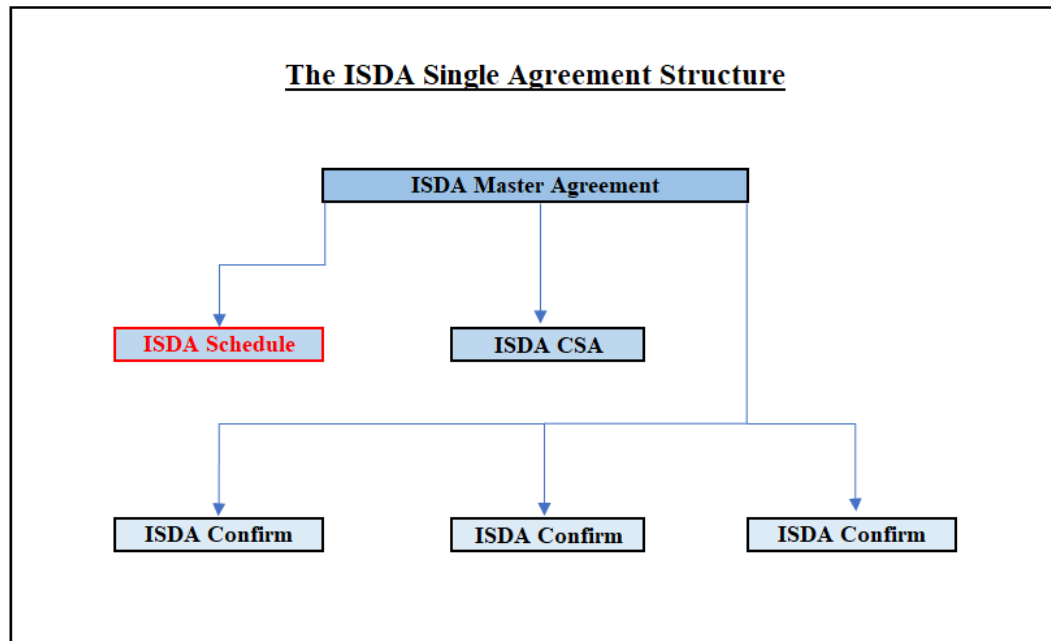 The ISDA Single Agreement Structure
ISDA Master Agreement
ISDA Schedule
ISDA CSA
ISDA Confirm
ISDA Confirm
ISDA Confirm